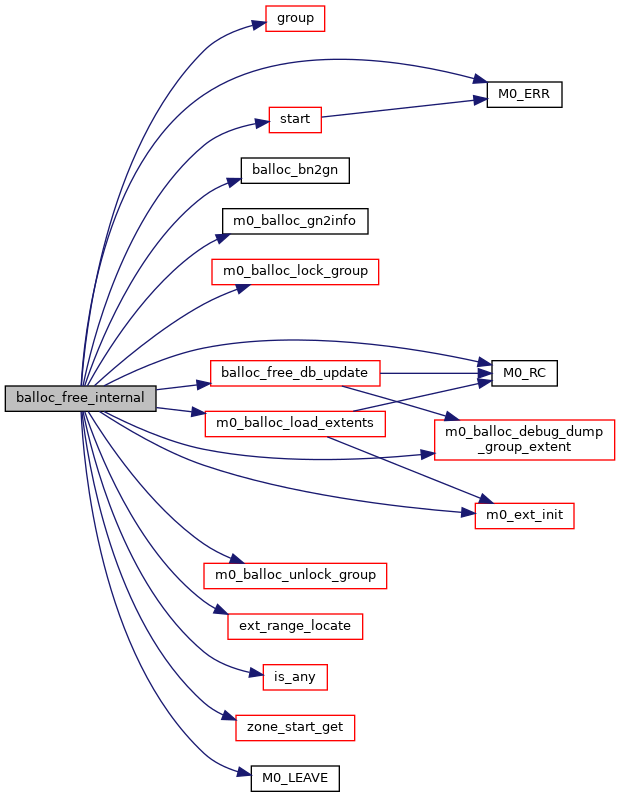 group
M0_ERR
start
balloc_bn2gn
m0_balloc_gn2info
m0_balloc_lock_group
balloc_free_db_update
M0_RC
balloc_free_internal
m0_balloc_load_extents
m0_balloc_debug_dump
_group_extent
m0_ext_init
m0_balloc_unlock_group
ext_range_locate
is_any
zone_start_get
M0_LEAVE